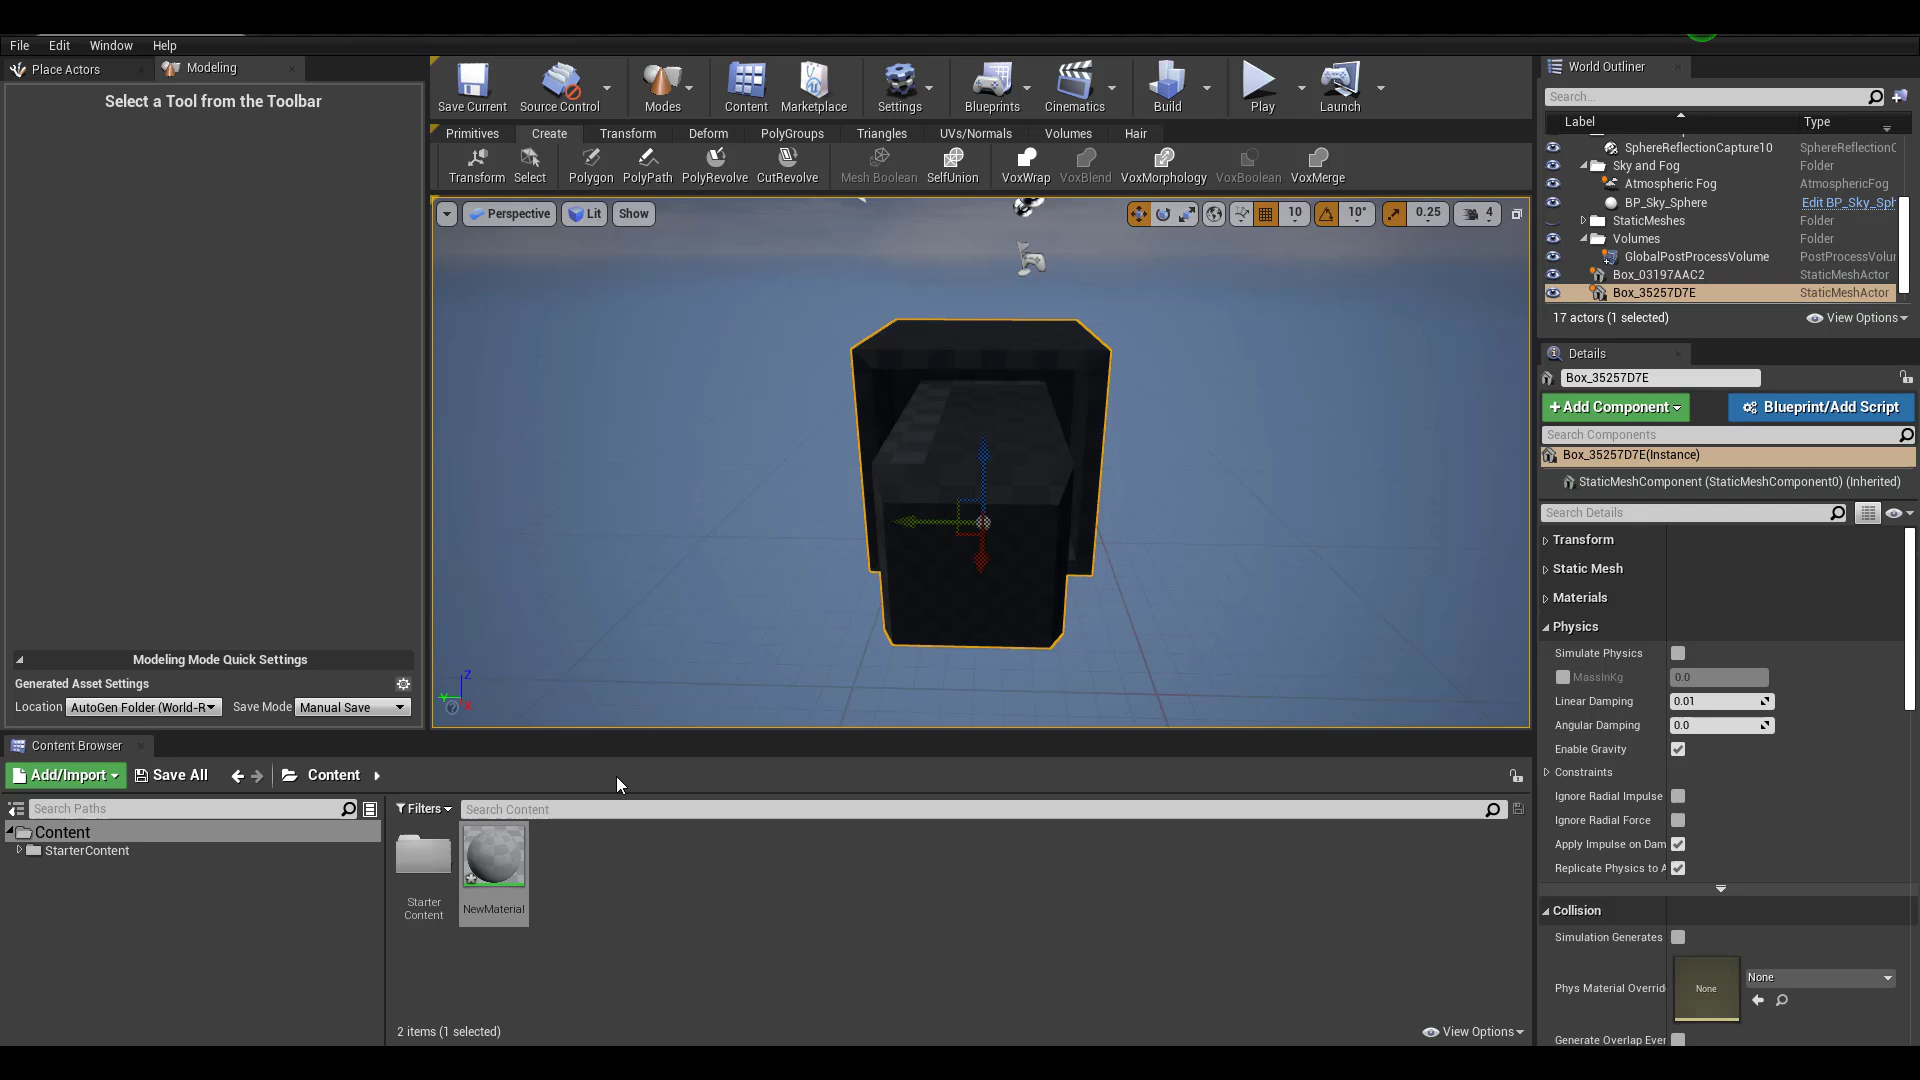 File Edit Window Help
Place Actors Modeling
Select a Tool from the Toolbar
Save Current Source Control Modes Content Marketplace Settings Blueprints Cinematics Build Play Launch
Primitives Create Transform Deform PolyGroups Triangles UVs/Normals Volumes Hair
Transform Select Polygon PolyPath PolyRevolve CutRevolve Mesh Boolean SelfUnion VoxWrap VoxBlend VoxMorphology VoxBoolean VoxMerge
Perspective Lit Show 10 10° 0.25 4
World Outliner
Search...
Label Type
SphereReflectionCapture10 SphereReflectionC
Sky and Fog Folder
Atmospheric Fog AtmosphericFog
BP_Sky_Sphere Edit BP_Sky_Sph
StaticMeshes Folder
Volumes Folder
GlobalPostProcessVolume PostProcessVolu
Box_03197AAC2 StaticMeshActor
Box_35257D7E StaticMeshActor
17 actors (1 selected) View Options
Details
Box_35257D7E
+Add Component Blueprint/Add Script
Search Components
Box_35257D7E(Instance)
StaticMeshComponent (StaticMeshComponent0) (Inherited)
Search Details
Transform
Static Mesh
Materials
Physics
Simulate Physics
MassInKg 0.0
Linear Damping 0.01
Angular Damping 0.0
Enable Gravity
Constraints
Ignore Radial Impulse
Ignore Radial Force
Apply Impulse on Dam
Replicate Physics to A
Collision
Simulation Generates
Phys Material Overrid None None
Generate Overlap Even
Z
Y
X
Modeling Mode Quick Settings
Generated Asset Settings
Location AutoGen Folder (World-R Save Mode Manual Save
Content Browser
Add/Import Save All Content
Search Paths Filters Search Content
Content
StarterContent
Starter
Content
NewMaterial
2 items (1 selected) View Options